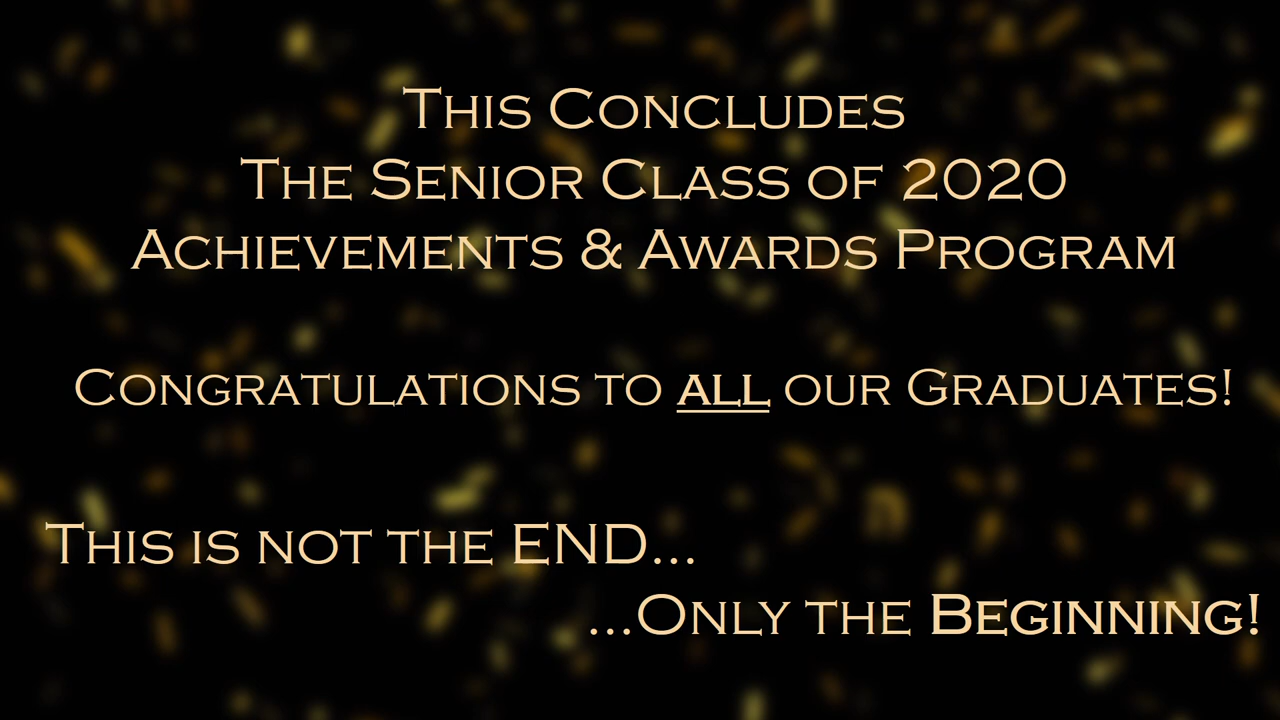 This Concludes
The Senior Class of 2020
Achievements & Awards Program
Congratulations to ALL our Graduates!
This is not the END...
...Only the Beginning!